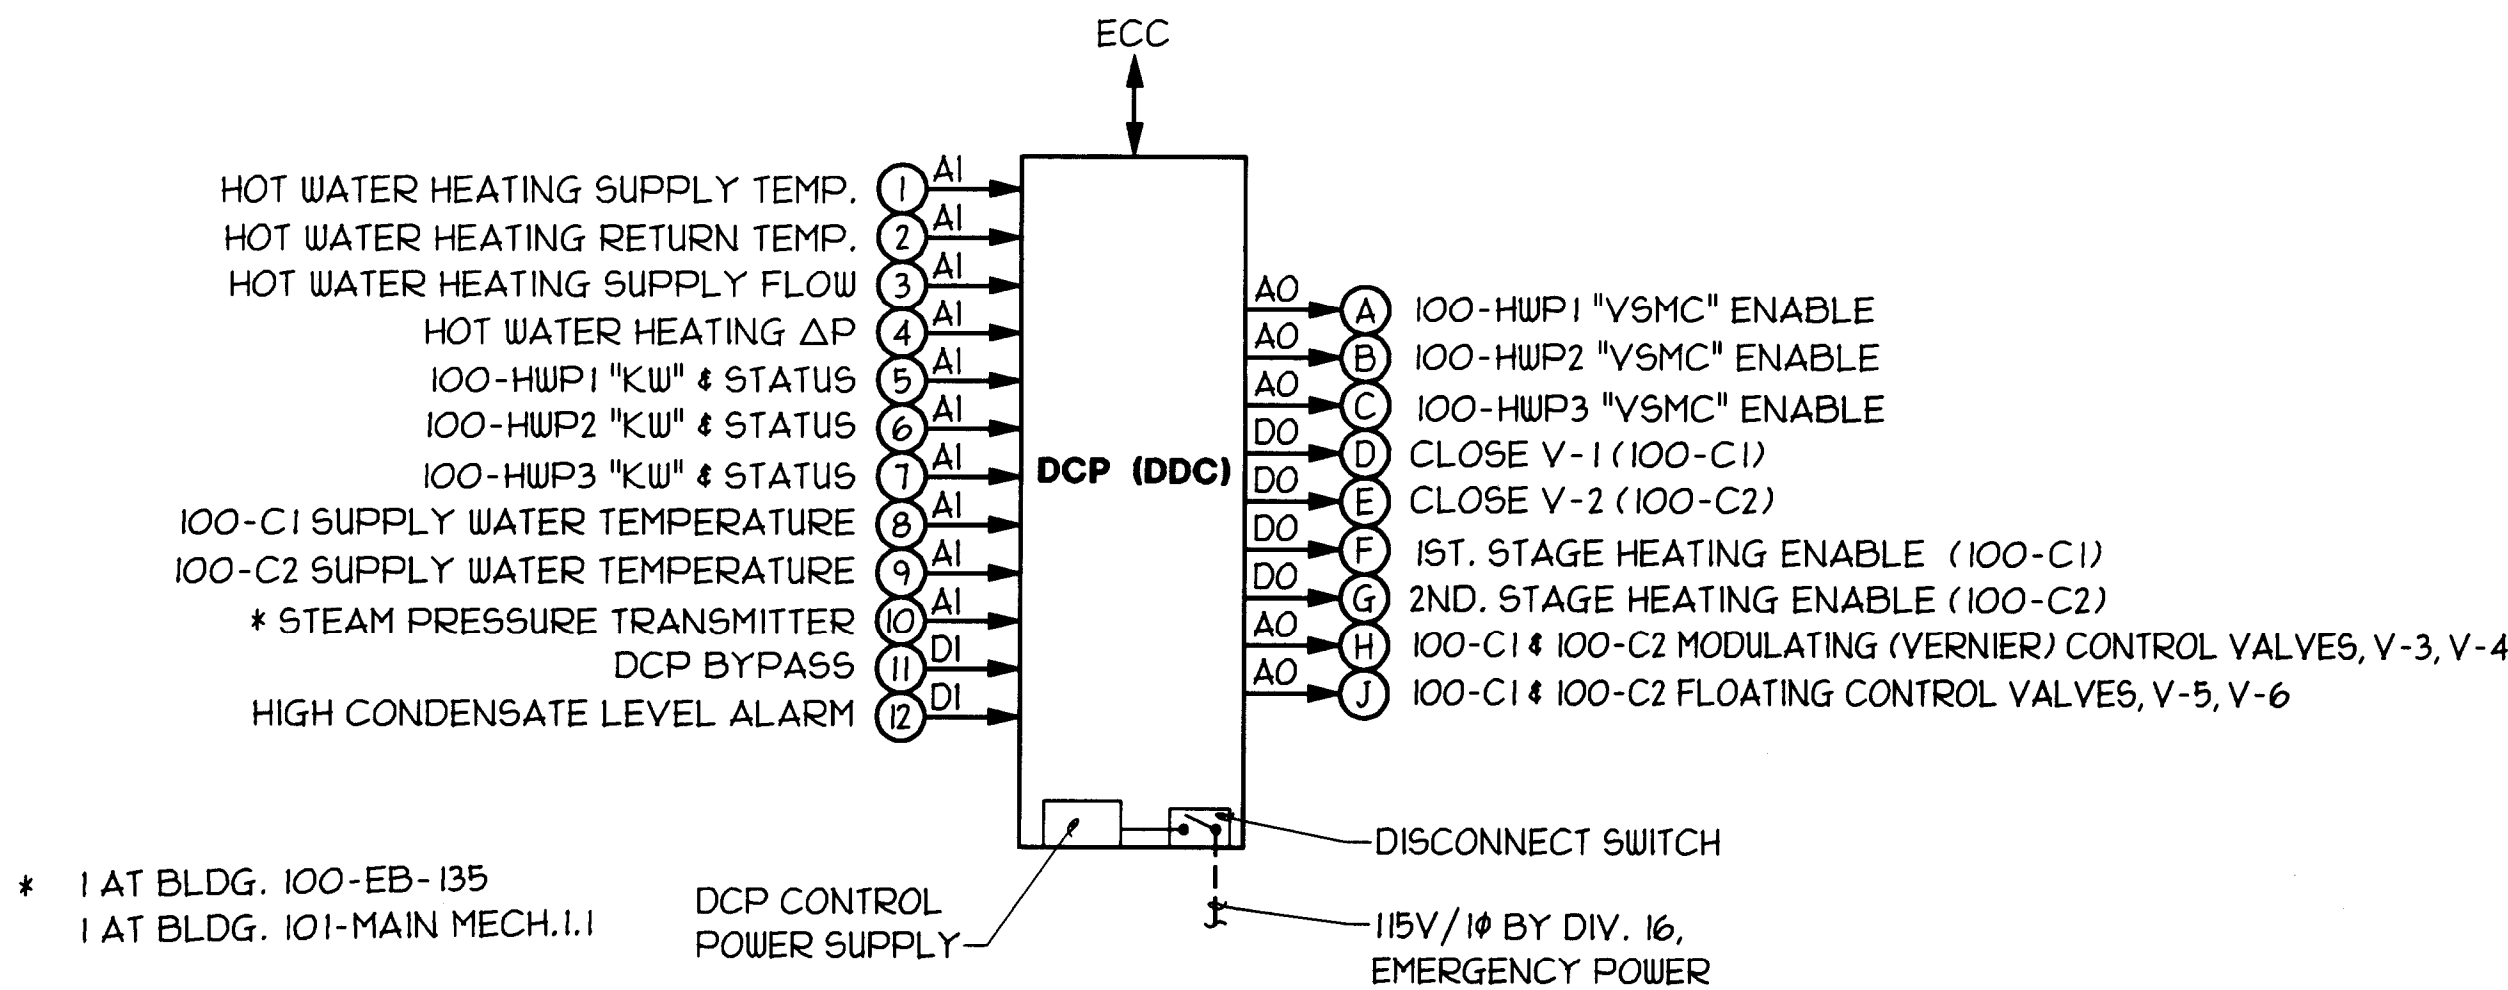 ECC
HOT WATER HEATING SUPPLY TEMP. 1 AI
HOT WATER HEATING RETURN TEMP. 2 AI
HOT WATER HEATING SUPPLY FLOW 3 AI
HOT WATER HEATING ΔP 4 AI
100-HWP1 "KW" & STATUS 5 AI
100-HWP2 "KW" & STATUS 6 AI
100-HWP3 "KW" & STATUS 7 AI
100-C1 SUPPLY WATER TEMPERATURE 8 AI
100-C2 SUPPLY WATER TEMPERATURE 9 AI
* STEAM PRESSURE TRANSMITTER 10 AI
DCP BYPASS 11 DI
HIGH CONDENSATE LEVEL ALARM 12 DI
DCP (DDC)
AO A 100-HWP1 "VSMC" ENABLE
AO B 100-HWP2 "VSMC" ENABLE
AO C 100-HWP3 "VSMC" ENABLE
DO D CLOSE V-1 (100-C1)
DO E CLOSE V-2 (100-C2)
DO F 1ST. STAGE HEATING ENABLE (100-C1)
DO G 2ND. STAGE HEATING ENABLE (100-C2)
AO H 100-C1 & 100-C2 MODULATING (VERNIER) CONTROL VALVES, V-3, V-4
AO J 100-C1 & 100-C2 FLOATING CONTROL VALVES, V-5, V-6
DISCONNECT SWITCH
* 1 AT BLDG. 100-EB-135
1 AT BLDG. 101-MAIN MECH.1.1
DCP CONTROL
POWER SUPPLY
115V/1ϕ BY DIV. 16,
EMERGENCY POWER